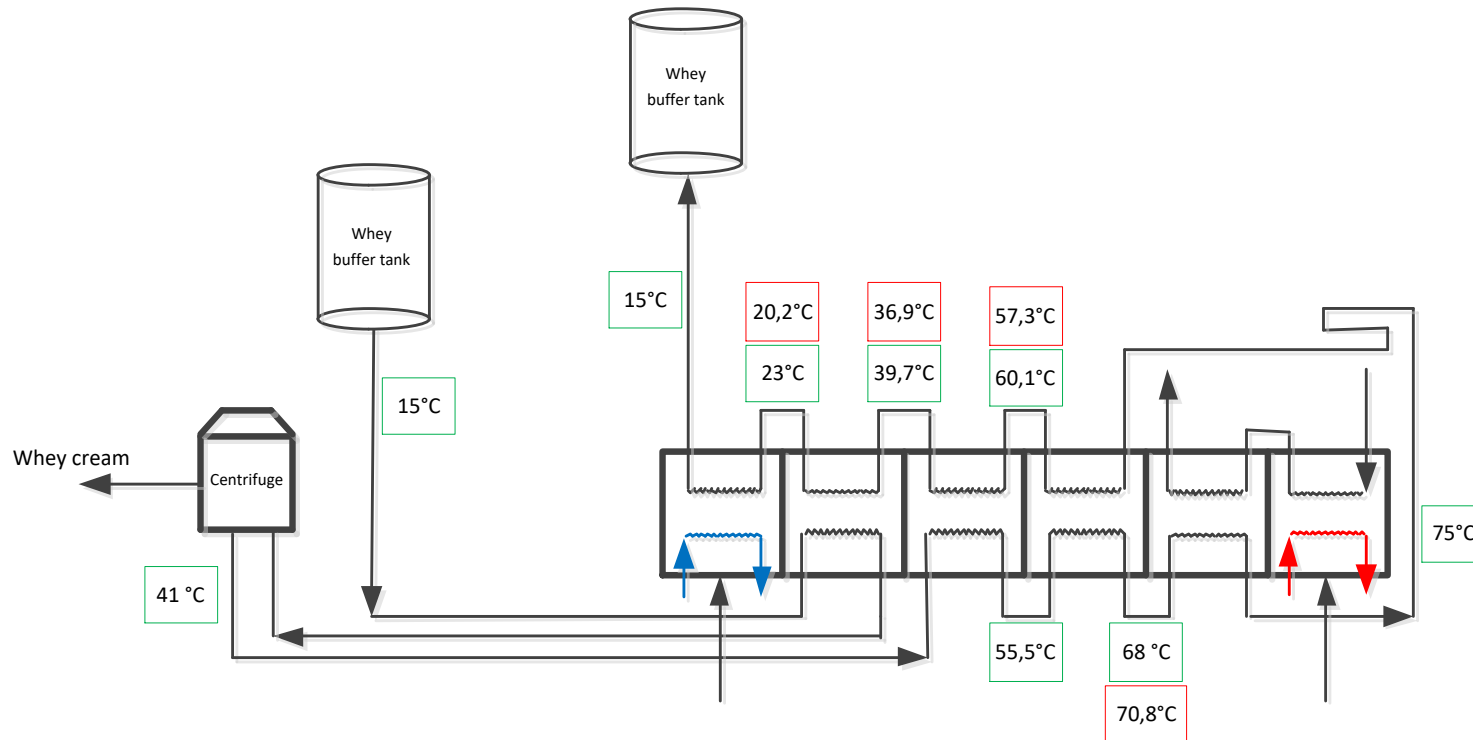 Whey
buffer tank
Whey
buffer tank
15°C
20,2°C
36,9°C
57,3°C
23°C
39,7°C
60,1°C
15°C
Whey cream
Centrifuge
75°C
41 °C
55,5°C
68 °C
70,8°C